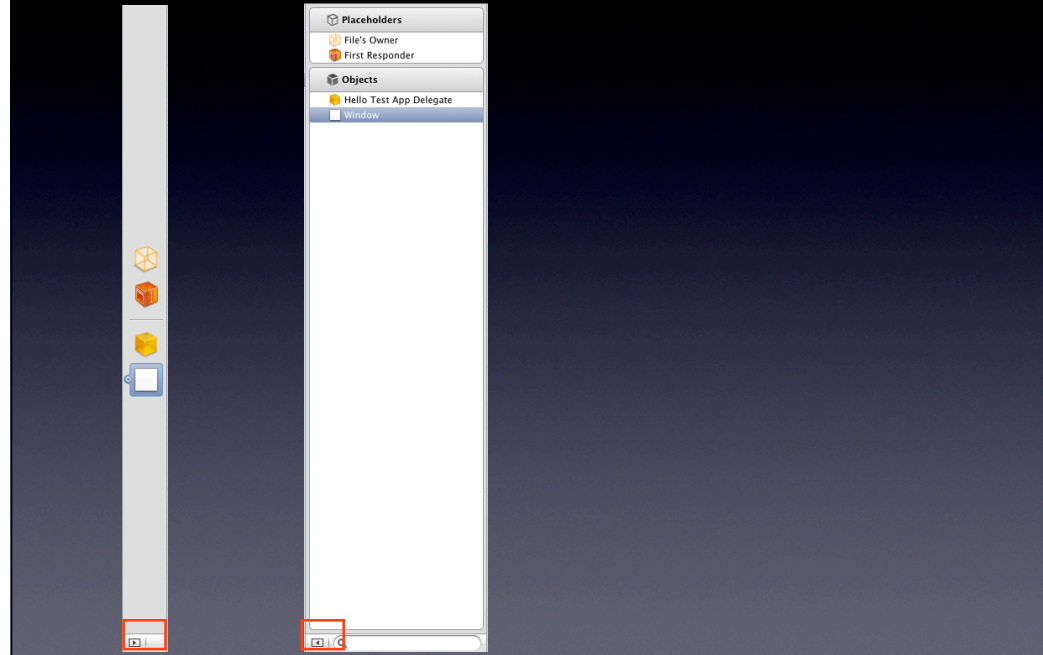 Placeholders
File's Owner
First Responder
Objects
Hello Test App Delegate
Window